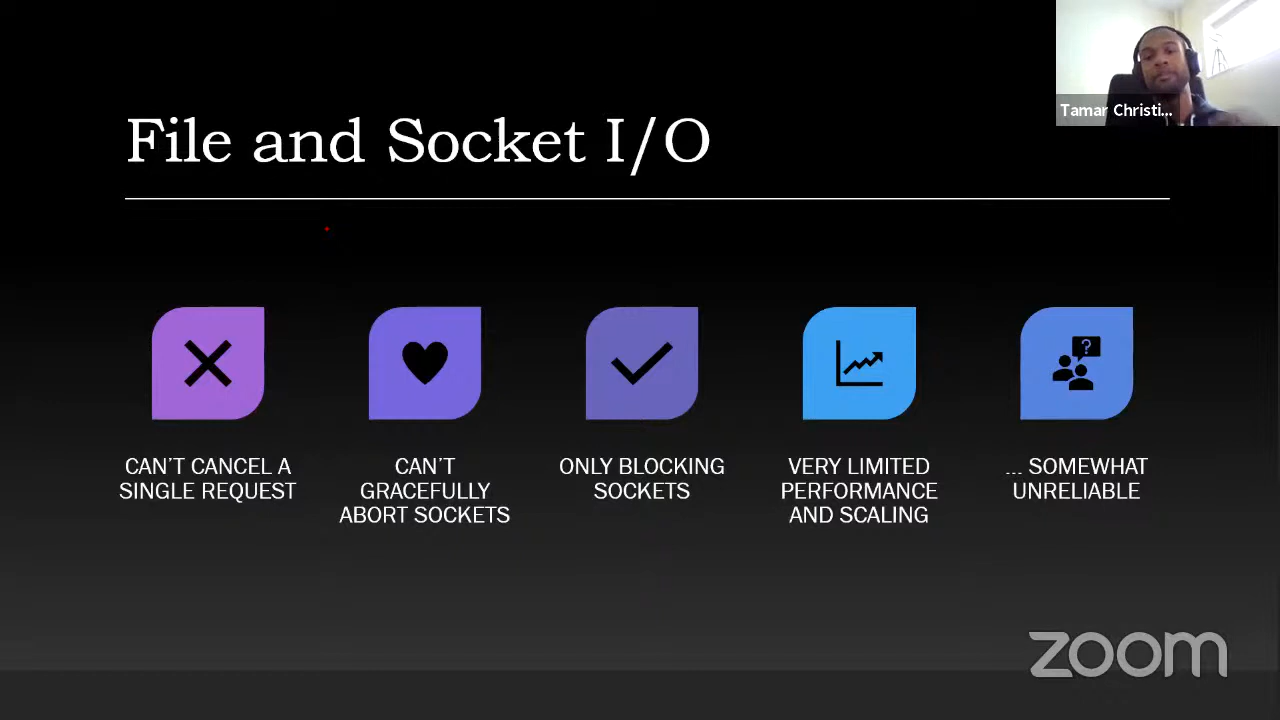 Tamar Christi...
File and Socket I/O
CAN'T CANCEL A
SINGLE REQUEST
CAN'T
GRACEFULLY
ABORT SOCKETS
ONLY BLOCKING
SOCKETS
VERY LIMITED
PERFORMANCE
AND SCALING
... SOMEWHAT
UNRELIABLE
?
zoom